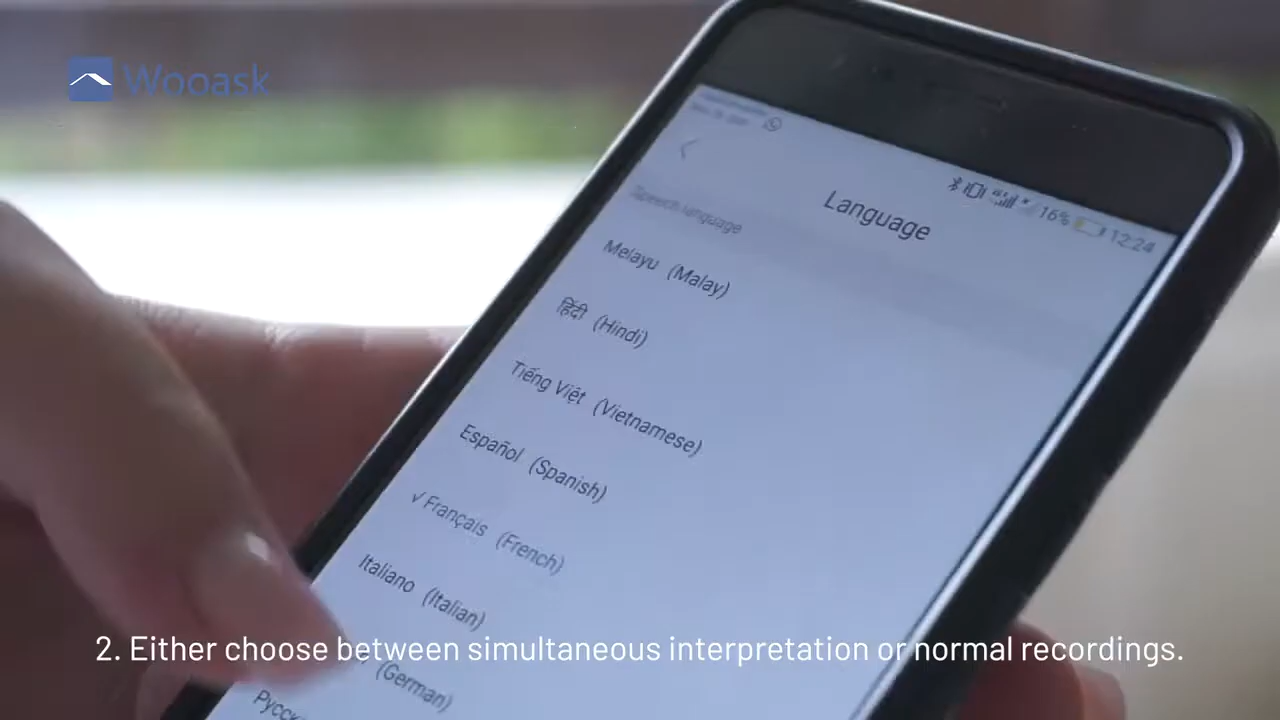 Wooask
16% 12:24
Language
Speech language
Melayu (Malay)
हिंदी (Hindi)
Tiếng Việt (Vietnamese)
Español (Spanish)
√ Français (French)
Italiano (Italian)
(German)
2. Either choose between simultaneous interpretation or normal recordings.